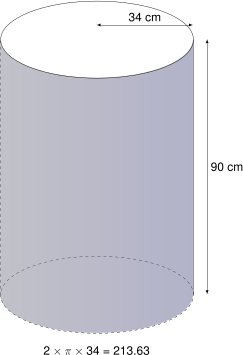 34 cm
90 cm
2 × π × 34 = 213.63